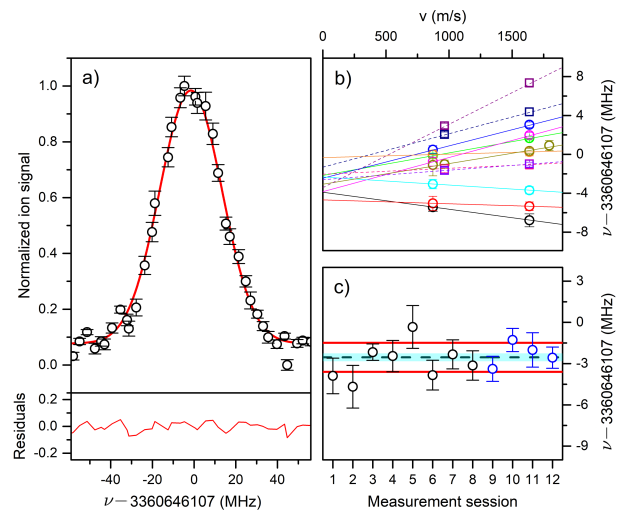 v (m/s)
0 500 1000 1500
a)
b)
c)
1.0
0.8
0.6
0.4
0.2
0.0
Normalized ion signal
0.2
0.0
-0.2
Residuals
-40 -20 0 20 40
ν−3360646107 (MHz)
8
4
0
-4
-8
ν−3360646107 (MHz)
3
0
-3
-6
-9
ν−3360646107 (MHz)
1 2 3 4 5 6 7 8 9 10 11 12
Measurement session